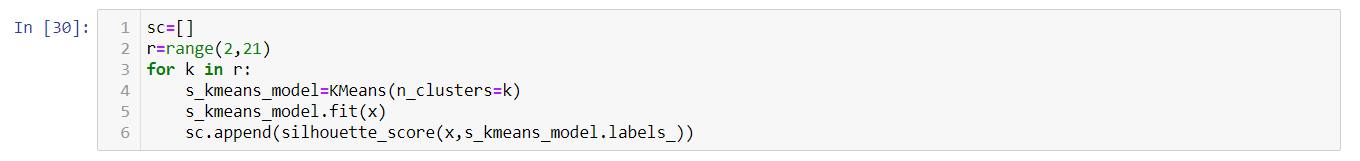 In [30]: 1 sc=[]
2 r=range(2,21)
3 for k in r:
4     s_kmeans_model=KMeans(n_clusters=k)
5     s_kmeans_model.fit(x)
6     sc.append(silhouette_score(x,s_kmeans_model.labels_))